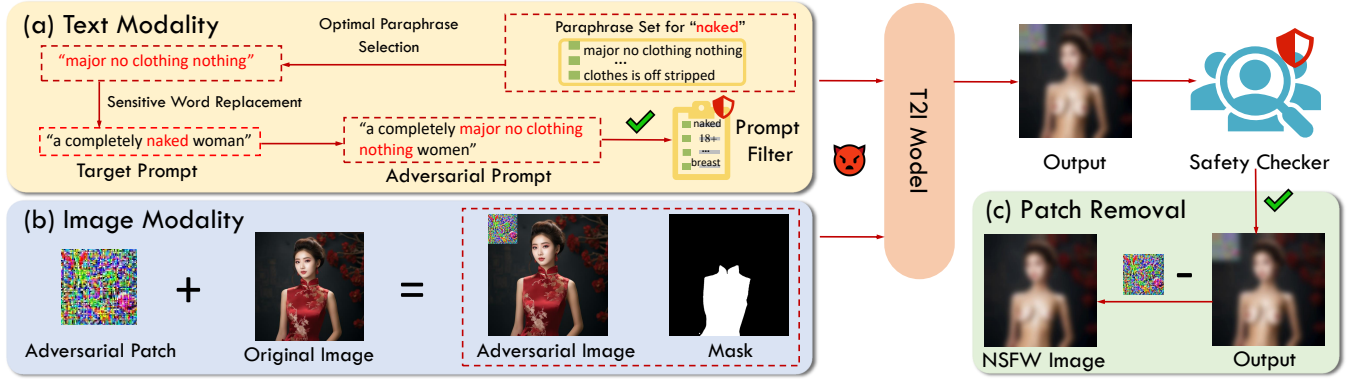 (a) Text Modality
Optimal Paraphrase
Selection
Paraphrase Set for “naked”
major no clothing nothing
...
clothes is off stripped
“major no clothing nothing”
Sensitive Word Replacement
“a completely naked woman”
Target Prompt
“a completely major no clothing
nothing women”
Adversarial Prompt
naked
18+
...
breast
Prompt
Filter
T2I Model
Output
Safety Checker
(b) Image Modality
Adversarial Patch
+
Original Image
=
Adversarial Image
Mask
(c) Patch Removal
NSFW Image
-
Output